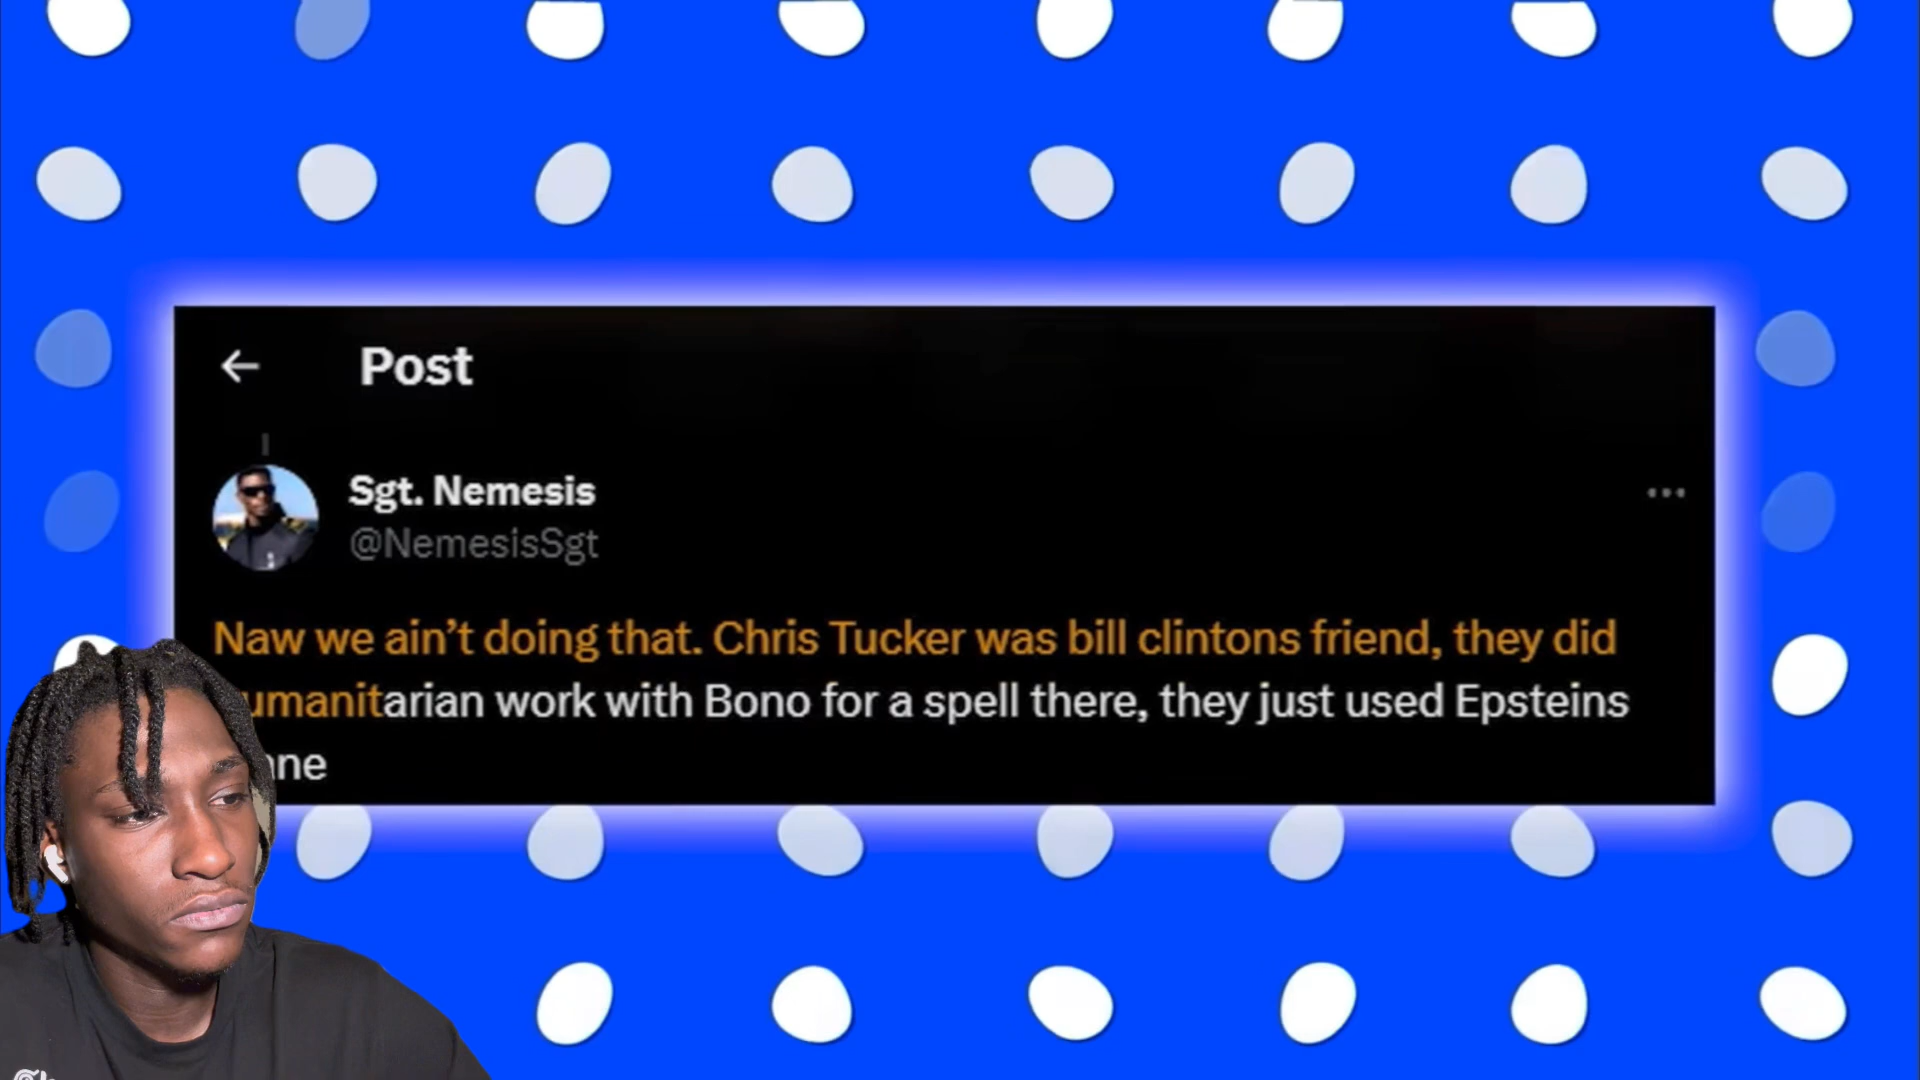 Post
Sgt. Nemesis
@NemesisSgt
Naw we ain't doing that. Chris Tucker was bill clintons friend, they did
umanitarian work with Bono for a spell there, they just used Epsteins
ne